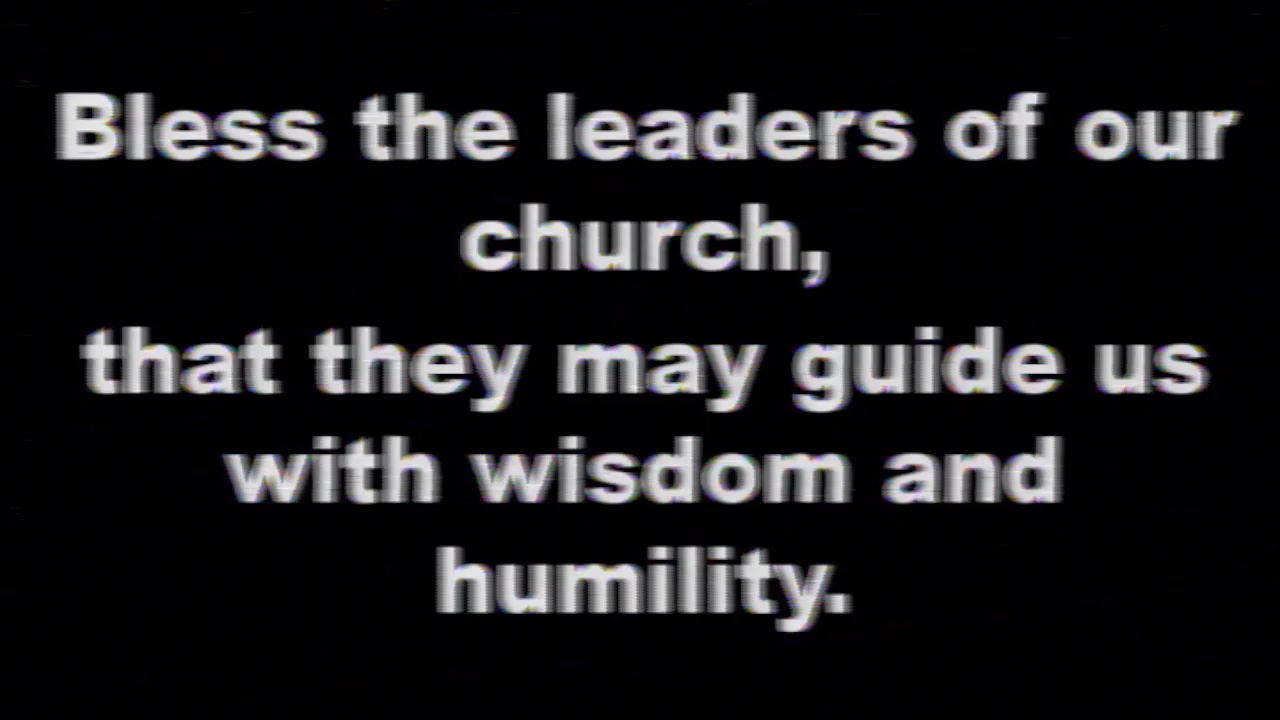 Bless the leaders of our
church,
that they may guide us
with wisdom and
humility.